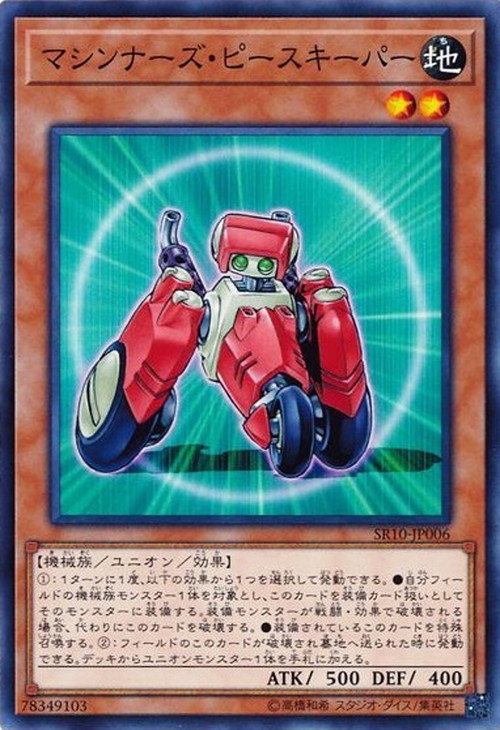 マシンナーズ・ピースキーパー
地
SR10-JP006
【機械族／ユニオン／効果】
①：1ターンに1度、以下の効果から1つを選択して発動できる。●自分フィー
ルドの機械族モンスター1体を対象とし、このカードを装備カード扱いとして
そのモンスターに装備する。装備モンスターが戦闘・効果で破壊される
場合、代わりにこのカードを破壊する。●装備されているこのカードを特殊
召喚する。②：フィールドのこのカードが破壊され墓地へ送られた時に発動
できる。デッキからユニオンモンスター1体を手札に加える。
ATK/ 500 DEF/ 400
78349103
©高橋和希 スタジオ・ダイス/集英社